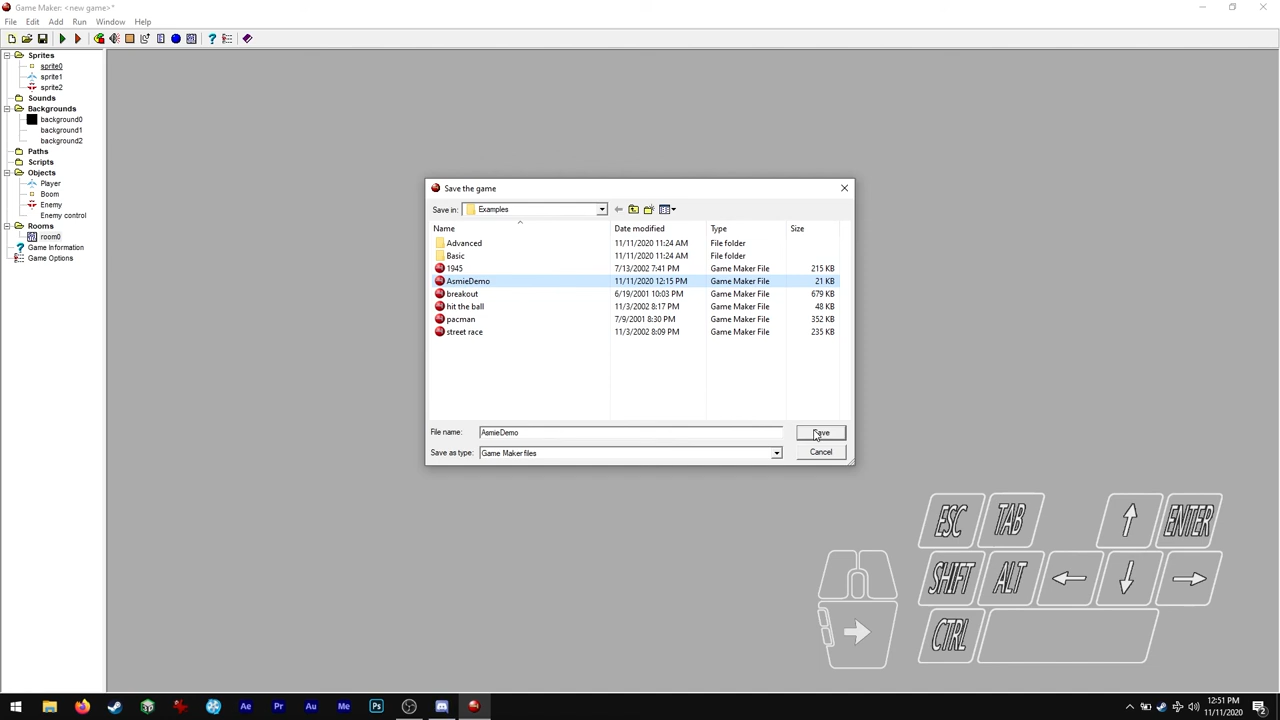 Game Maker: <new game>*
File Edit Add Run Window Help
Sprites
sprite0
sprite1
sprite2
Sounds
Backgrounds
background0
background1
background2
Paths
Scripts
Objects
Player
Boom
Enemy
Enemy control
Rooms
room0
Game Information
Game Options
Save the game
Save in: Examples
Name Date modified Type Size
Advanced 11/11/2020 11:24 AM File folder
Basic 11/11/2020 11:24 AM File folder
1945 7/13/2002 7:41 PM Game Maker File 215 KB
AsmieDemo 11/11/2020 12:15 PM Game Maker File 21 KB
breakout 6/19/2001 10:03 PM Game Maker File 679 KB
hit the ball 11/3/2002 8:17 PM Game Maker File 48 KB
pacman 7/9/2001 8:30 PM Game Maker File 352 KB
street race 11/3/2002 8:09 PM Game Maker File 235 KB
File name: AsmieDemo Save
Save as type: Game Maker files Cancel
ESC TAB ENTER
SHIFT ALT
CTRL
Ae Pr Au Me Ps
12:51 PM
11/11/2020
2